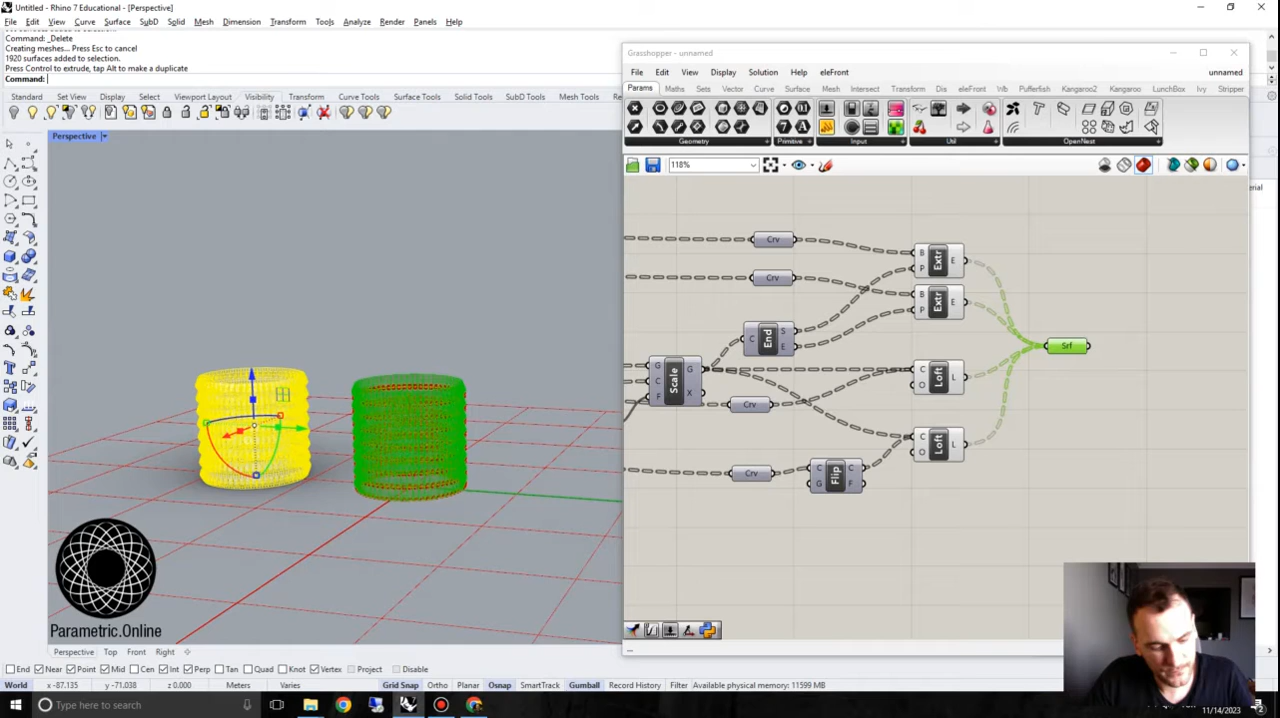 Untitled - Rhino 7 Educational - [Perspective]
File Edit View Curve Surface SubD Solid Mesh Dimension Transform Tools Analyze Render Panels Help
Command: _Delete
Creating meshes... Press Esc to cancel
1920 surfaces added to selection.
Press Control to extrude, tap Alt to make a duplicate
Command:
Standard Set View Display Select Viewport Layout Visibility Transform Curve Tools Surface Tools Solid Tools SubD Tools Mesh Tools
Perspective
Grasshopper - unnamed
File Edit View Display Solution Help eleFront unnamed
Params Maths Sets Vector Curve Surface Mesh Intersect Transform Display Pufferfish Kangaroo2 eleFront LunchBox Kangaroo Ivy Stripper
Geometry Primitive Input Util OpenNest
118%
Crv
B P Extr E
Crv
B P Extr E
C End S E
Srf
G C F Scale G X
C O Loft L
Crv
C O Loft L
Crv
C G Flip C F
Parametric.Online
Perspective Top Front Right
End Near Point Mid Cen Int Perp Tan Quad Knot Vertex Project Disable
World x -87.135 y -71.038 z 0.000 Meters Varies Grid Snap Ortho Planar Osnap SmartTrack Gumball Record History Filter Available physical memory: 11599 MB
Type here to search
11/14/2023